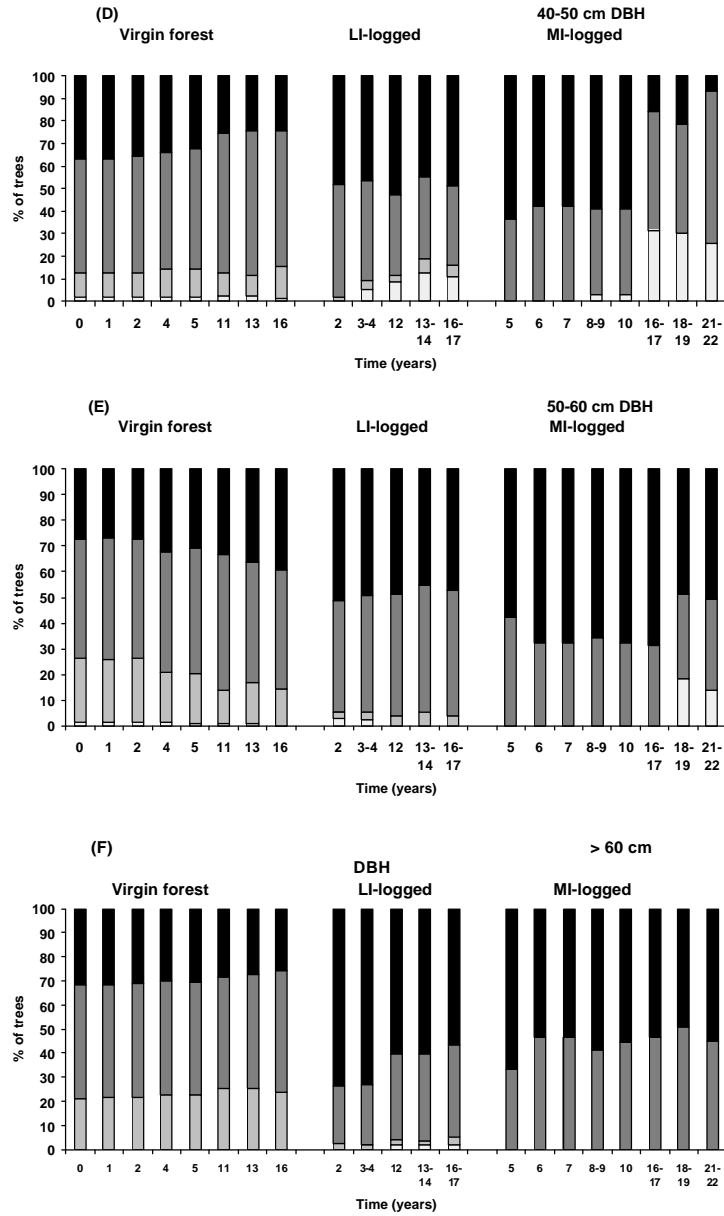 (D) 40-50 cm DBH
Virgin forest LI-logged MI-logged
100
90
80
70
60
50
40
30
20
10
0
% of trees
0 1 2 4 5 11 13 16 2 3-4 12 13-14 16-17 5 6 7 8-9 10 16-17 18-19 21-22
Time (years)
(E) 50-60 cm DBH
Virgin forest LI-logged MI-logged
100
90
80
70
60
50
40
30
20
10
0
% of trees
0 1 2 4 5 11 13 16 2 3-4 12 13-14 16-17 5 6 7 8-9 10 16-17 18-19 21-22
Time (years)
(F) > 60 cm
DBH
Virgin forest LI-logged MI-logged
100
90
80
70
60
50
40
30
20
10
0
% of trees
0 1 2 4 5 11 13 16 2 3-4 12 13-14 16-17 5 6 7 8-9 10 16-17 18-19 21-22
Time (years)